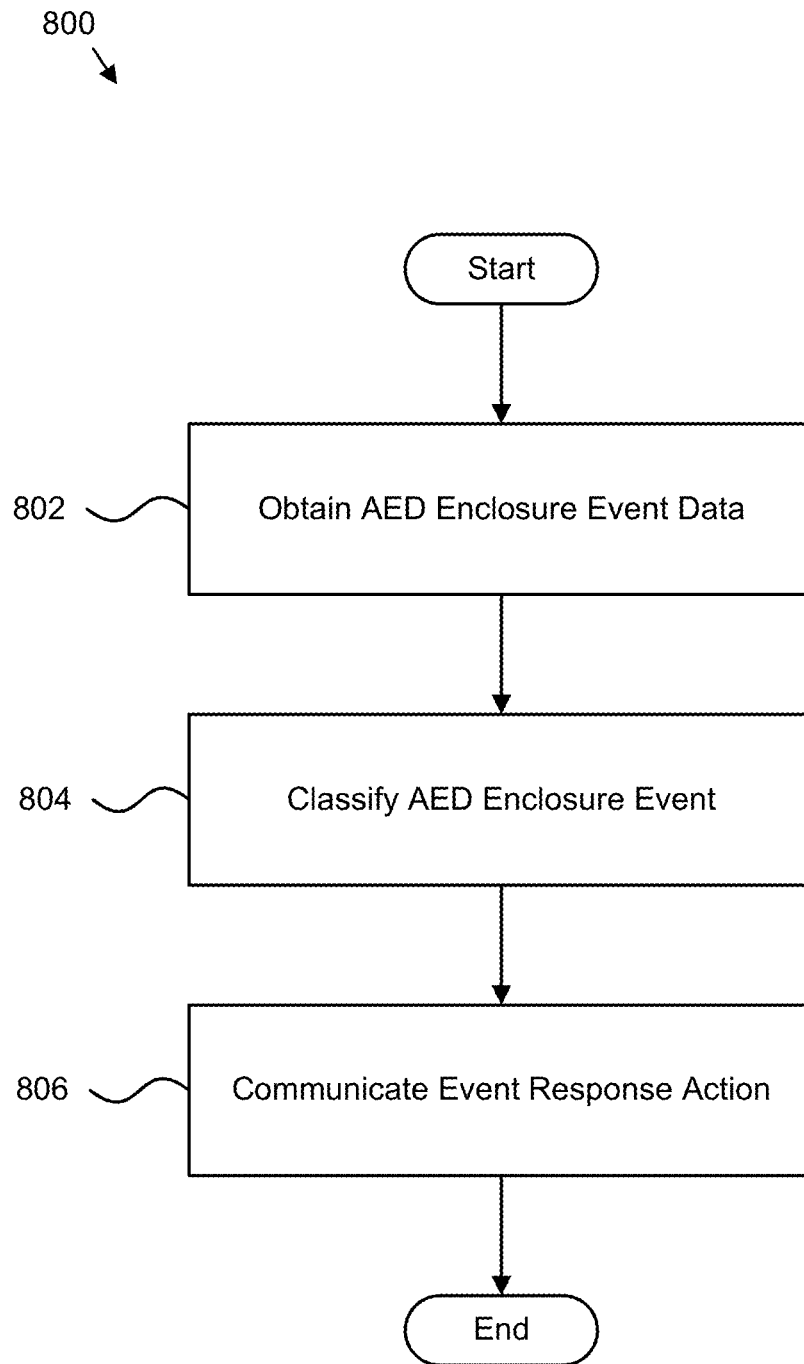 800
Start
802
Obtain AED Enclosure Event Data
804
Classify AED Enclosure Event
806
Communicate Event Response Action
End